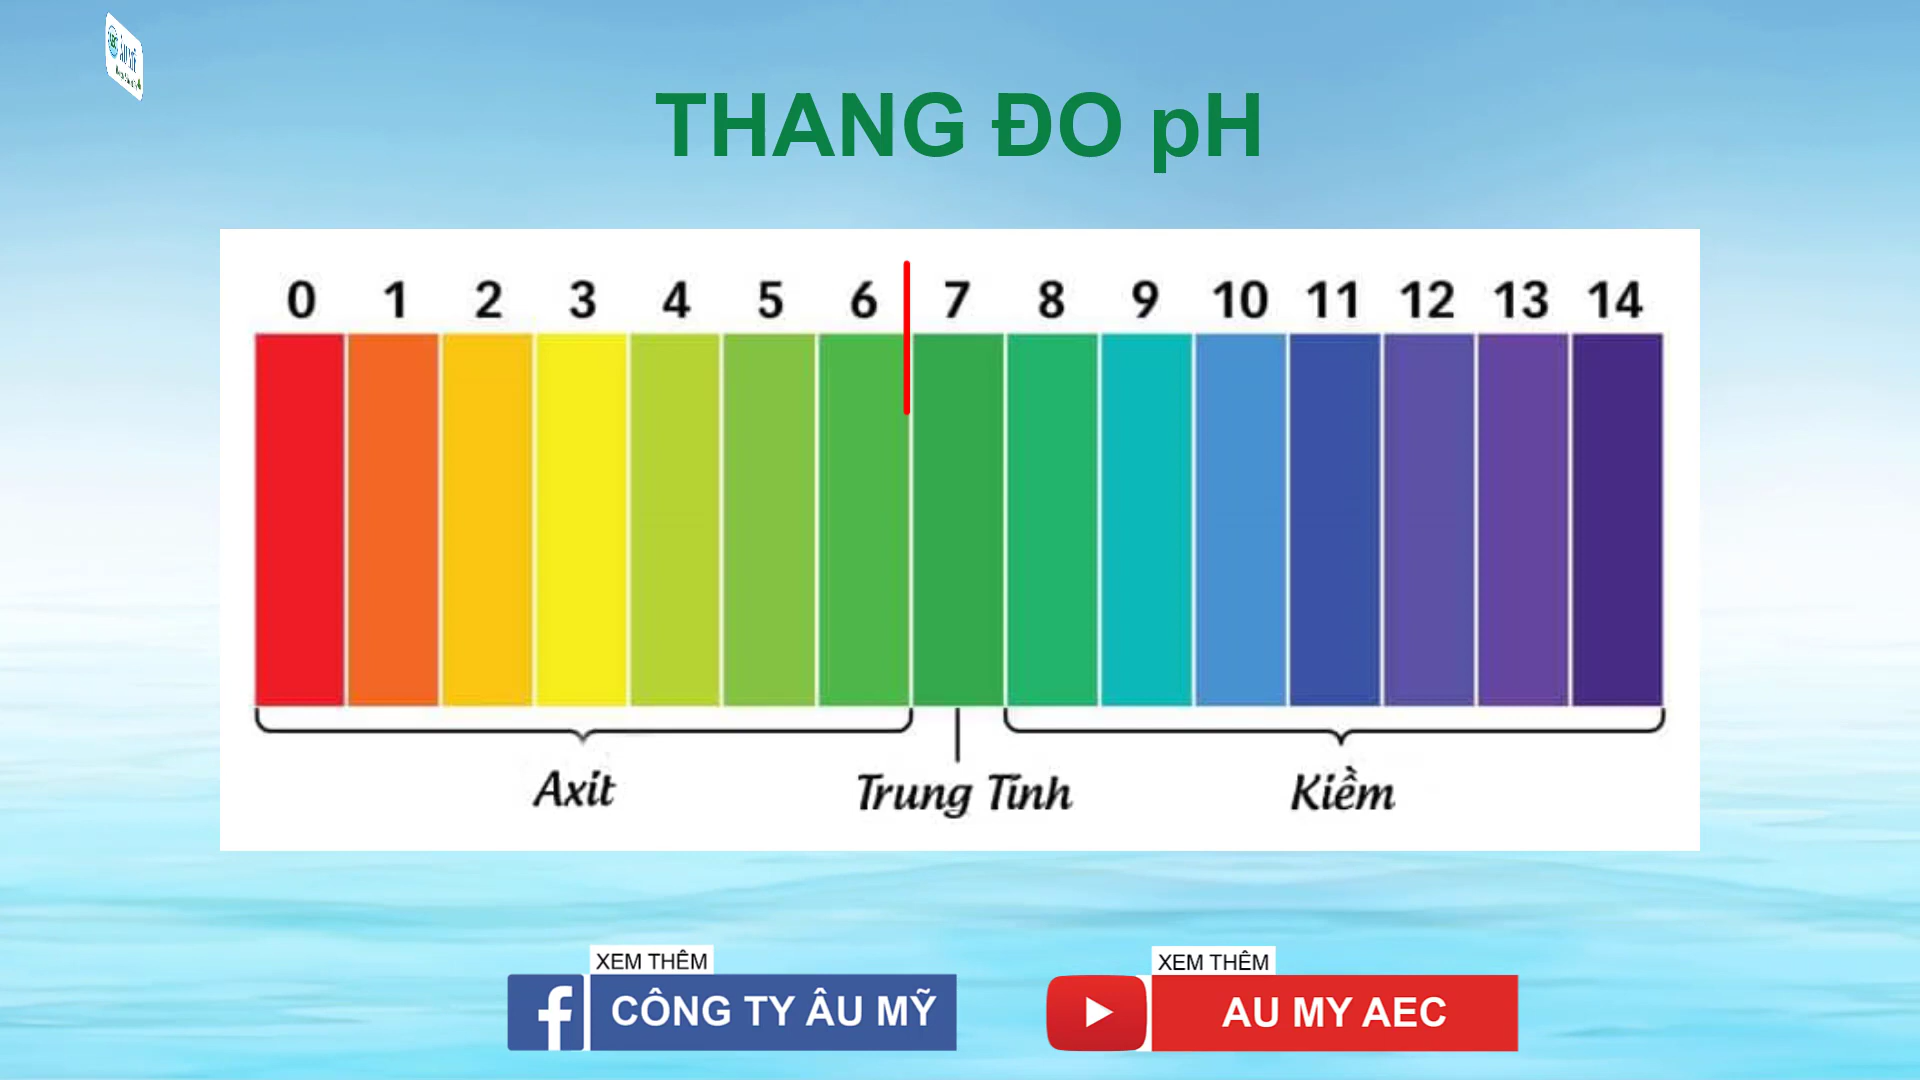 THANG ĐO pH
0 1 2 3 4 5 6 7 8 9 10 11 12 13 14
Axit Trung Tính Kiềm
XEM THÊM
CÔNG TY ÂU MỸ
XEM THÊM
AU MY AEC